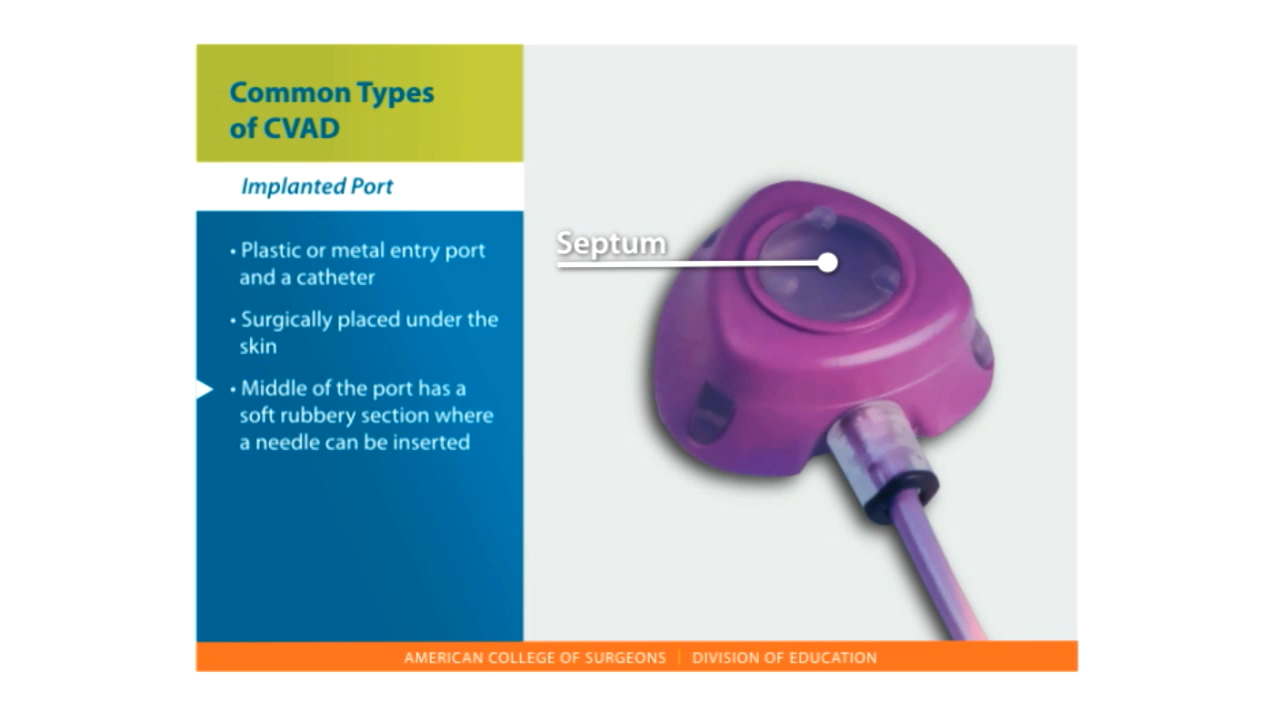 Common Types
of CVAD
Implanted Port
• Plastic or metal entry port
and a catheter
• Surgically placed under the
skin
• Middle of the port has a
soft rubbery section where
a needle can be inserted
Septum
AMERICAN COLLEGE OF SURGEONS | DIVISION OF EDUCATION